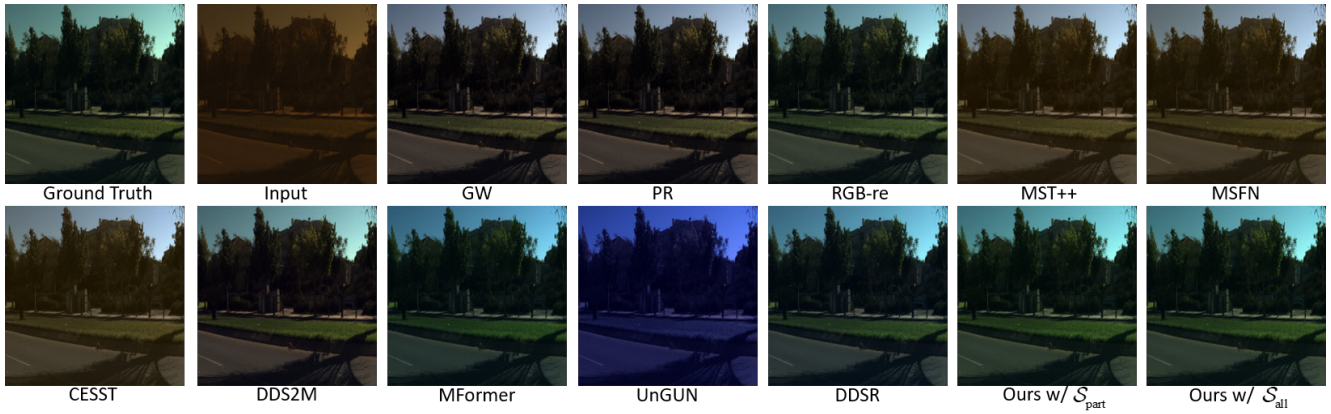 Ground Truth Input GW PR RGB-re MST++ MSFN
CESST DDS2M MFormer UnGUN DDSR Ours w/ 𝒮part Ours w/ 𝒮all